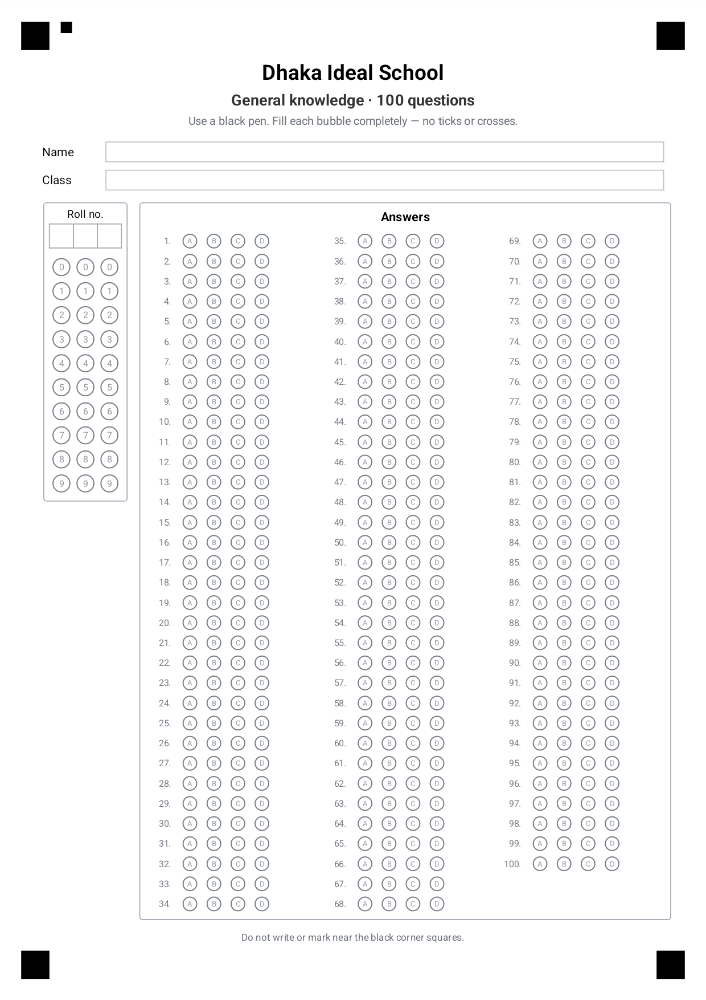 Dhaka Ideal School
General knowledge · 100 questions
Use a black pen. Fill each bubble completely — no ticks or crosses.
Name
Class
Roll no.
0 0 0
1 1 1
2 2 2
3 3 3
4 4 4
5 5 5
6 6 6
7 7 7
8 8 8
9 9 9
Answers
1. A B C D
2. A B C D
3. A B C D
4. A B C D
5. A B C D
6. A B C D
7. A B C D
8. A B C D
9. A B C D
10. A B C D
11. A B C D
12. A B C D
13. A B C D
14. A B C D
15. A B C D
16. A B C D
17. A B C D
18. A B C D
19. A B C D
20. A B C D
21. A B C D
22. A B C D
23. A B C D
24. A B C D
25. A B C D
26. A B C D
27. A B C D
28. A B C D
29. A B C D
30. A B C D
31. A B C D
32. A B C D
33. A B C D
34. A B C D
35. A B C D
36. A B C D
37. A B C D
38. A B C D
39. A B C D
40. A B C D
41. A B C D
42. A B C D
43. A B C D
44. A B C D
45. A B C D
46. A B C D
47. A B C D
48. A B C D
49. A B C D
50. A B C D
51. A B C D
52. A B C D
53. A B C D
54. A B C D
55. A B C D
56. A B C D
57. A B C D
58. A B C D
59. A B C D
60. A B C D
61. A B C D
62. A B C D
63. A B C D
64. A B C D
65. A B C D
66. A B C D
67. A B C D
68. A B C D
69. A B C D
70. A B C D
71. A B C D
72. A B C D
73. A B C D
74. A B C D
75. A B C D
76. A B C D
77. A B C D
78. A B C D
79. A B C D
80. A B C D
81. A B C D
82. A B C D
83. A B C D
84. A B C D
85. A B C D
86. A B C D
87. A B C D
88. A B C D
89. A B C D
90. A B C D
91. A B C D
92. A B C D
93. A B C D
94. A B C D
95. A B C D
96. A B C D
97. A B C D
98. A B C D
99. A B C D
100. A B C D
Do not write or mark near the black corner squares.